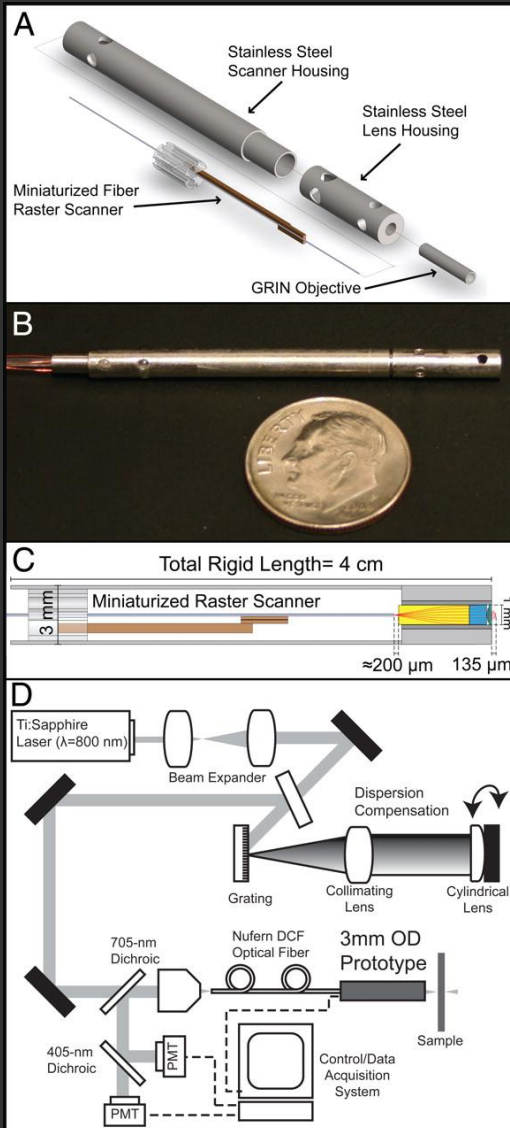 A
Stainless Steel
Scanner Housing
Stainless Steel
Lens Housing
Miniaturized Fiber
Raster Scanner
GRIN Objective
B
LIBERTY
C
Total Rigid Length= 4 cm
Miniaturized Raster Scanner
3 mm
1 mm
≈200 μm
135 μm
D
Ti:Sapphire
Laser (λ=800 nm)
Beam Expander
Dispersion
Compensation
Grating
Collimating
Lens
Cylindrical
Lens
705-nm
Dichroic
Nufern DCF
Optical Fiber
3mm OD
Prototype
Sample
405-nm
Dichroic
PMT
PMT
Control/Data
Acquisition
System